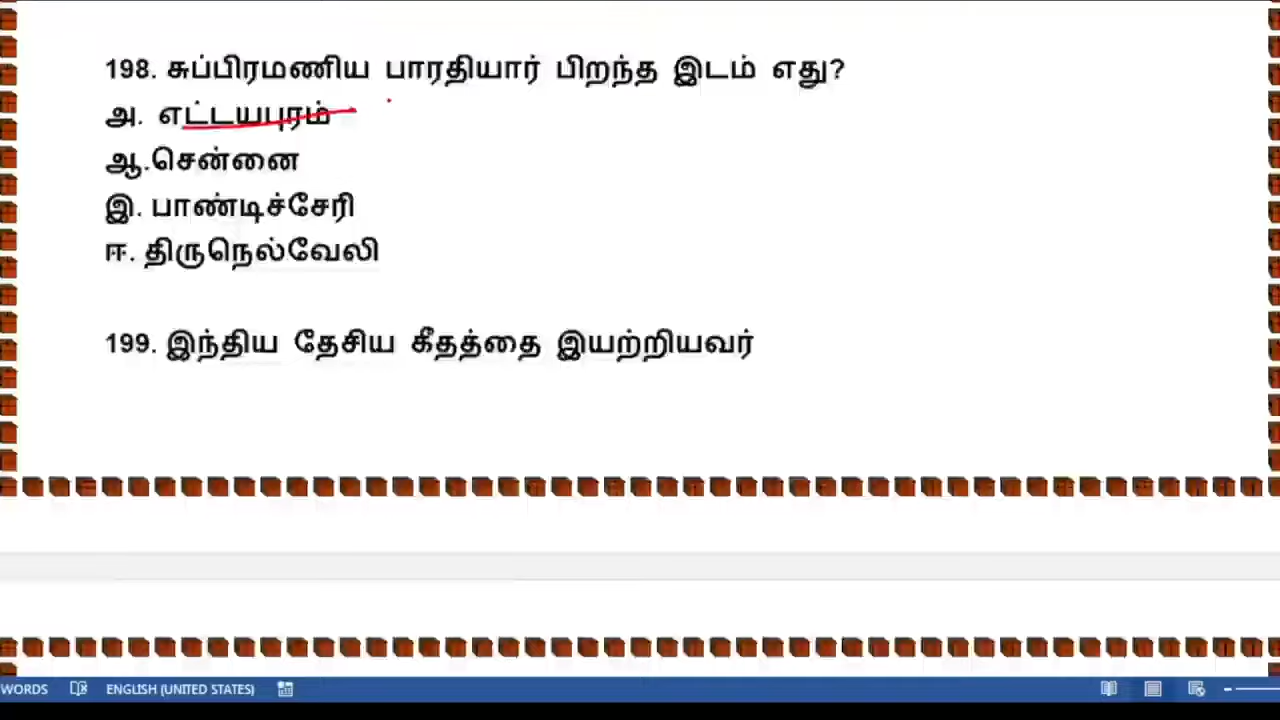 198. சுப்பிரமணிய பாரதியார் பிறந்த இடம் எது?
அ. எட்டயபுரம்
ஆ.சென்னை
இ. பாண்டிச்சேரி
ஈ. திருநெல்வேலி
199. இந்திய தேசிய கீதத்தை இயற்றியவர்
WORDS ENGLISH (UNITED STATES)